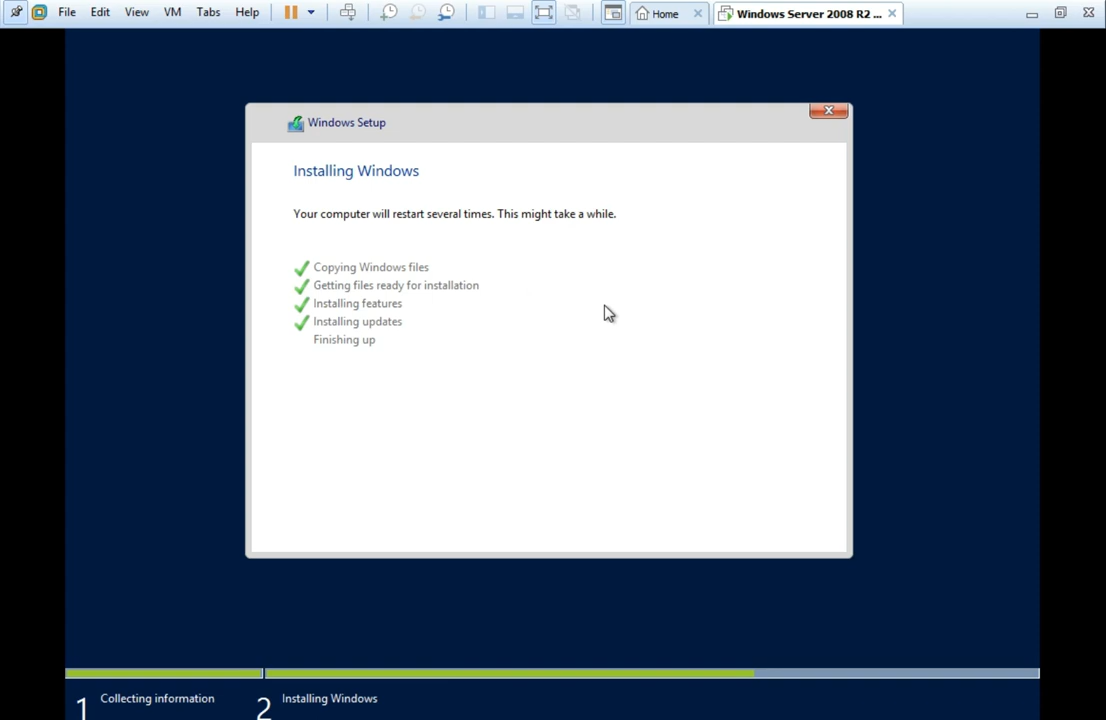 File Edit View VM Tabs Help Home Windows Server 2008 R2 ...
Windows Setup
Installing Windows
Your computer will restart several times. This might take a while.
Copying Windows files
Getting files ready for installation
Installing features
Installing updates
Finishing up
1 Collecting information 2 Installing Windows